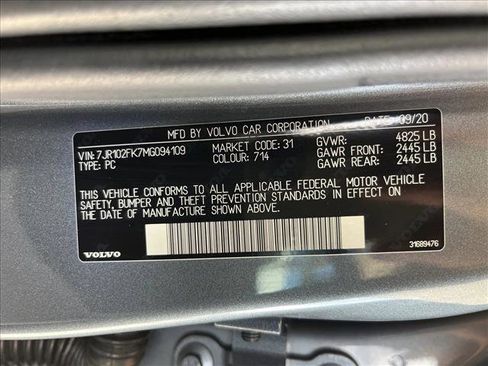 MFD. BY VOLVO CAR CORPORATION DATE: 09/20
VIN: 7JR102FK7MG094109 MARKET CODE: 31 GVWR: 4825 LB
TYPE: PC COLOUR: 714 GAWR FRONT: 2445 LB
GAWR REAR: 2445 LB
THIS VEHICLE CONFORMS TO ALL APPLICABLE FEDERAL MOTOR VEHICLE
SAFETY, BUMPER AND THEFT PREVENTION STANDARDS IN EFFECT ON
THE DATE OF MANUFACTURE SHOWN ABOVE.
VOLVO 31689476